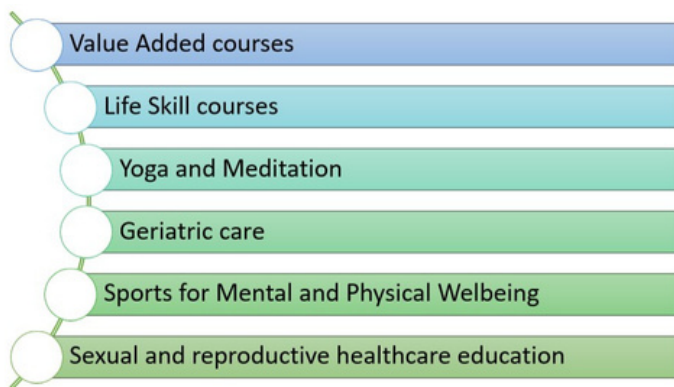 Value Added courses
Life Skill courses
Yoga and Meditation
Geriatric care
Sports for Mental and Physical Welbeing
Sexual and reproductive healthcare education